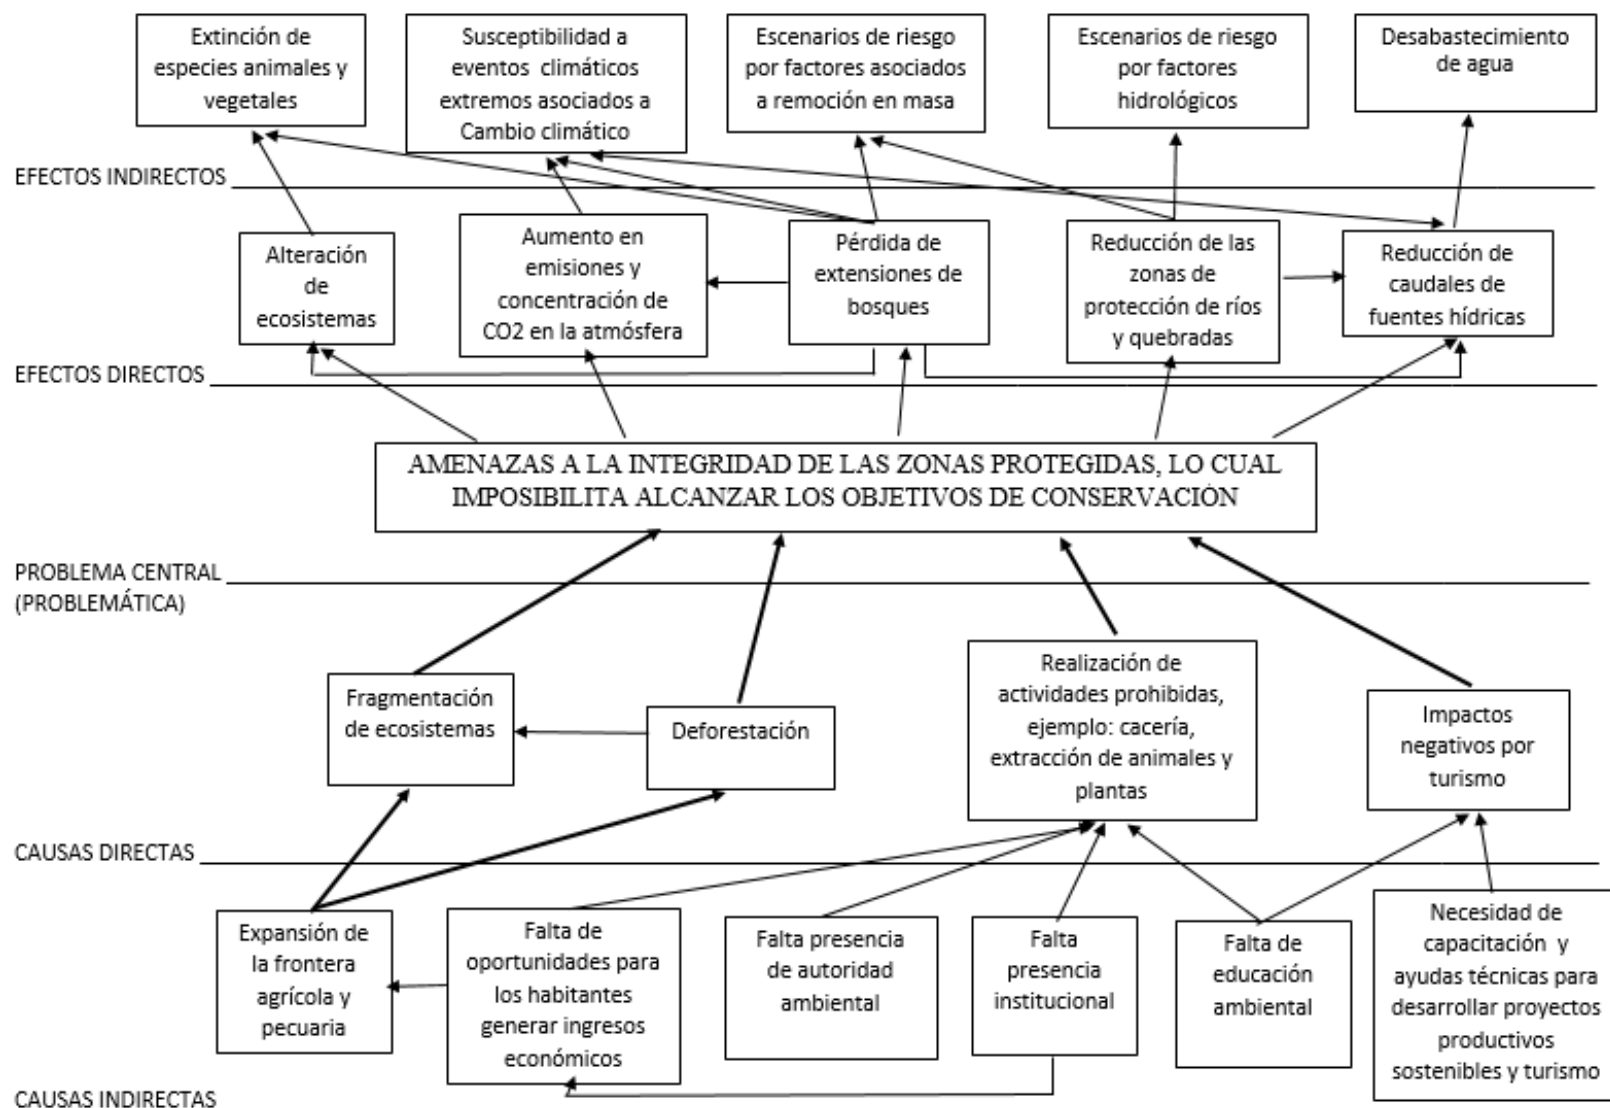 Extinción de
especies animales y
vegetales
Susceptibilidad a
eventos climáticos
extremos asociados a
Cambio climático
Escenarios de riesgo
por factores asociados
a remoción en masa
Escenarios de riesgo
por factores
hidrológicos
Desabastecimiento
de agua
EFECTOS INDIRECTOS
Alteración
de
ecosistemas
Aumento en
emisiones y
concentración de
CO2 en la atmósfera
Pérdida de
extensiones de
bosques
Reducción de las
zonas de
protección de ríos
y quebradas
Reducción de
caudales de
fuentes hídricas
EFECTOS DIRECTOS
AMENAZAS A LA INTEGRIDAD DE LAS ZONAS PROTEGIDAS, LO CUAL
IMPOSIBILITA ALCANZAR LOS OBJETIVOS DE CONSERVACIÓN
PROBLEMA CENTRAL
(PROBLEMÁTICA)
Fragmentación
de ecosistemas
Deforestación
Realización de
actividades prohibidas,
ejemplo: cacería,
extracción de animales y
plantas
Impactos
negativos por
turismo
CAUSAS DIRECTAS
Expansión de
la frontera
agrícola y
pecuaria
Falta de
oportunidades para
los habitantes
generar ingresos
económicos
Falta presencia
de autoridad
ambiental
Falta
presencia
institucional
Falta de
educación
ambiental
Necesidad de
capacitación y
ayudas técnicas para
desarrollar proyectos
productivos
sostenibles y turismo
CAUSAS INDIRECTAS